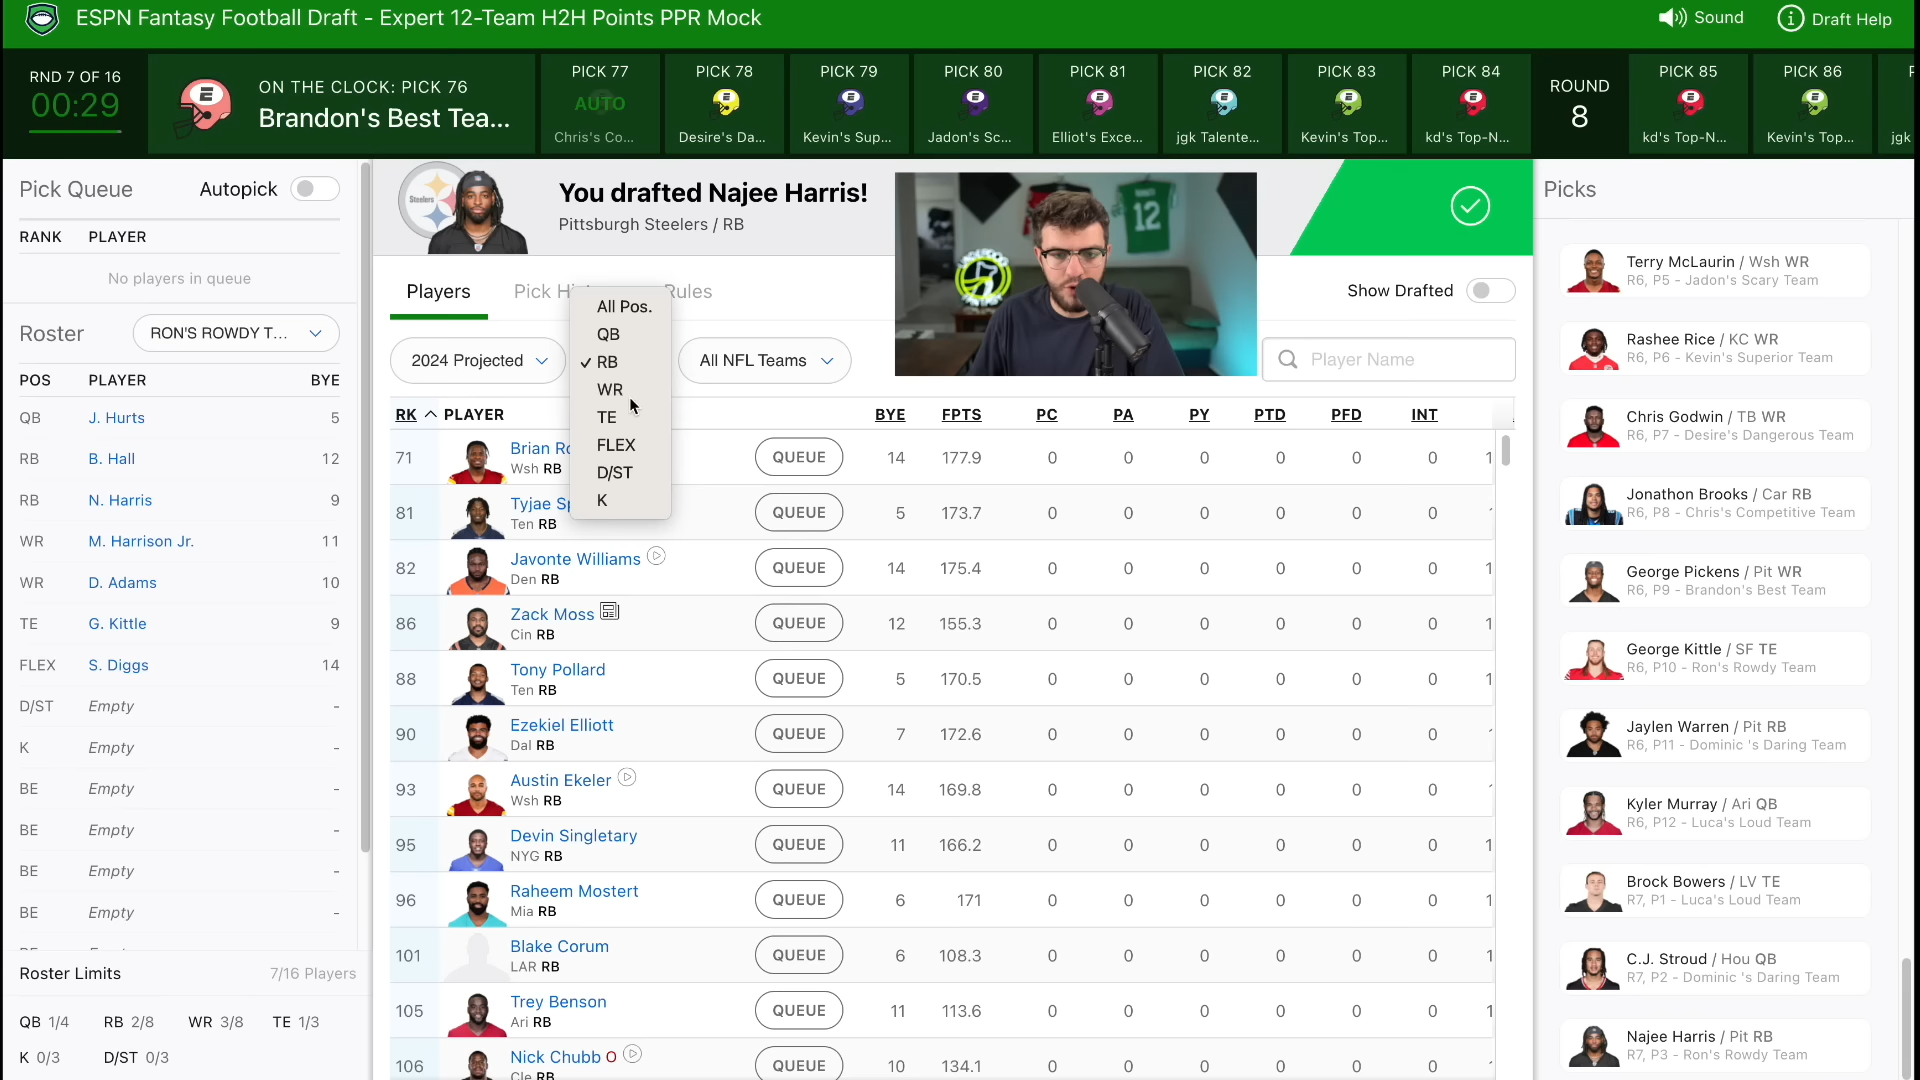 ESPN Fantasy Football Draft - Expert 12-Team H2H Points PPR Mock
Sound
Draft Help
RND 7 OF 16
00:29
ON THE CLOCK: PICK 76
Brandon's Best Tea...
PICK 77
AUTO
Chris's Co...
PICK 78
Desire's Da...
PICK 79
Kevin's Sup...
PICK 80
Jadon's Sc...
PICK 81
Elliot's Exce...
PICK 82
jgk Talente...
PICK 83
Kevin's Top...
PICK 84
kd's Top-N...
ROUND
8
PICK 85
kd's Top-N...
PICK 86
Kevin's Top...
jgk
Pick Queue
Autopick
RANK PLAYER
No players in queue
Roster
RON'S ROWDY T...
POS PLAYER BYE
QB J. Hurts 5
RB B. Hall 12
RB N. Harris 9
WR M. Harrison Jr. 11
WR D. Adams 10
TE G. Kittle 9
FLEX S. Diggs 14
D/ST Empty -
K Empty -
BE Empty -
BE Empty -
BE Empty -
BE Empty -
Roster Limits 7/16 Players
QB 1/4 RB 2/8 WR 3/8 TE 1/3
K 0/3 D/ST 0/3
Steelers
You drafted Najee Harris!
Pittsburgh Steelers / RB
12
Players
Pick Hi
Rules
Show Drafted
2024 Projected
All NFL Teams
Player Name
All Pos.
QB
✓ RB
WR
TE
FLEX
D/ST
K
RK PLAYER BYE FPTS PC PA PY PTD PFD INT
71 Brian Ro QUEUE 14 177.9 0 0 0 0 0 0 1
Wsh RB
81 Tyjae Sp QUEUE 5 173.7 0 0 0 0 0 0
Ten RB
82 Javonte Williams QUEUE 14 175.4 0 0 0 0 0 0 1
Den RB
86 Zack Moss QUEUE 12 155.3 0 0 0 0 0 0 1
Cin RB
88 Tony Pollard QUEUE 5 170.5 0 0 0 0 0 0 1
Ten RB
90 Ezekiel Elliott QUEUE 7 172.6 0 0 0 0 0 0
Dal RB
93 Austin Ekeler QUEUE 14 169.8 0 0 0 0 0 0
Wsh RB
95 Devin Singletary QUEUE 11 166.2 0 0 0 0 0 0 1
NYG RB
96 Raheem Mostert QUEUE 6 171 0 0 0 0 0 0 1
Mia RB
101 Blake Corum QUEUE 6 108.3 0 0 0 0 0 0
LAR RB
105 Trey Benson QUEUE 11 113.6 0 0 0 0 0 0 1
Ari RB
106 Nick Chubb O QUEUE 10 134.1 0 0 0 0 0 0 1
Cle RB
Picks
Terry McLaurin / Wsh WR
R6, P5 - Jadon's Scary Team
Rashee Rice / KC WR
R6, P6 - Kevin's Superior Team
Chris Godwin / TB WR
R6, P7 - Desire's Dangerous Team
Jonathon Brooks / Car RB
R6, P8 - Chris's Competitive Team
George Pickens / Pit WR
R6, P9 - Brandon's Best Team
George Kittle / SF TE
R6, P10 - Ron's Rowdy Team
Jaylen Warren / Pit RB
R6, P11 - Dominic 's Daring Team
Kyler Murray / Ari QB
R6, P12 - Luca's Loud Team
Brock Bowers / LV TE
R7, P1 - Luca's Loud Team
C.J. Stroud / Hou QB
R7, P2 - Dominic 's Daring Team
Najee Harris / Pit RB
R7, P3 - Ron's Rowdy Team